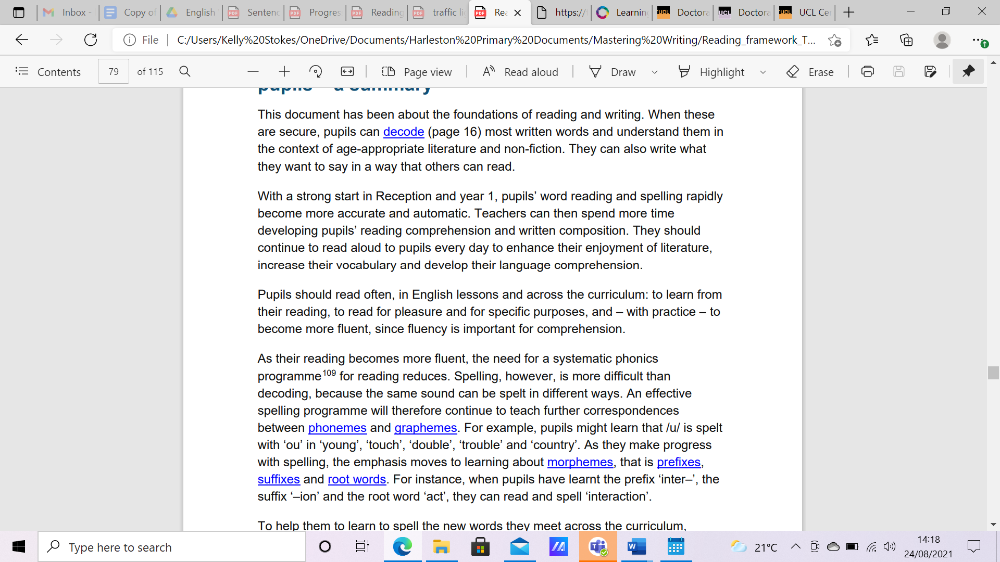 Inbox -
Copy of
English
Sentenc
Progres
Reading
traffic li
Rea
https://
Learning
Doctora
Doctora
UCL Cen
File
C:/Users/Kelly%20Stokes/OneDrive/Documents/Harleston%20Primary%20Documents/Mastering%20Writing/Reading_framework_T...
Contents
79
of 115
Page view
Read aloud
Draw
Highlight
Erase
pupils – a summary
This document has been about the foundations of reading and writing. When these
are secure, pupils can decode (page 16) most written words and understand them in
the context of age-appropriate literature and non-fiction. They can also write what
they want to say in a way that others can read.
With a strong start in Reception and year 1, pupils’ word reading and spelling rapidly
become more accurate and automatic. Teachers can then spend more time
developing pupils’ reading comprehension and written composition. They should
continue to read aloud to pupils every day to enhance their enjoyment of literature,
increase their vocabulary and develop their language comprehension.
Pupils should read often, in English lessons and across the curriculum: to learn from
their reading, to read for pleasure and for specific purposes, and – with practice – to
become more fluent, since fluency is important for comprehension.
As their reading becomes more fluent, the need for a systematic phonics
programme109 for reading reduces. Spelling, however, is more difficult than
decoding, because the same sound can be spelt in different ways. An effective
spelling programme will therefore continue to teach further correspondences
between phonemes and graphemes. For example, pupils might learn that /u/ is spelt
with ‘ou’ in ‘young’, ‘touch’, ‘double’, ‘trouble’ and ‘country’. As they make progress
with spelling, the emphasis moves to learning about morphemes, that is prefixes,
suffixes and root words. For instance, when pupils have learnt the prefix ‘inter–’, the
suffix ‘–ion’ and the root word ‘act’, they can read and spell ‘interaction’.
To help them to learn to spell the new words they meet across the curriculum,
Type here to search
21°C
14:18
24/08/2021